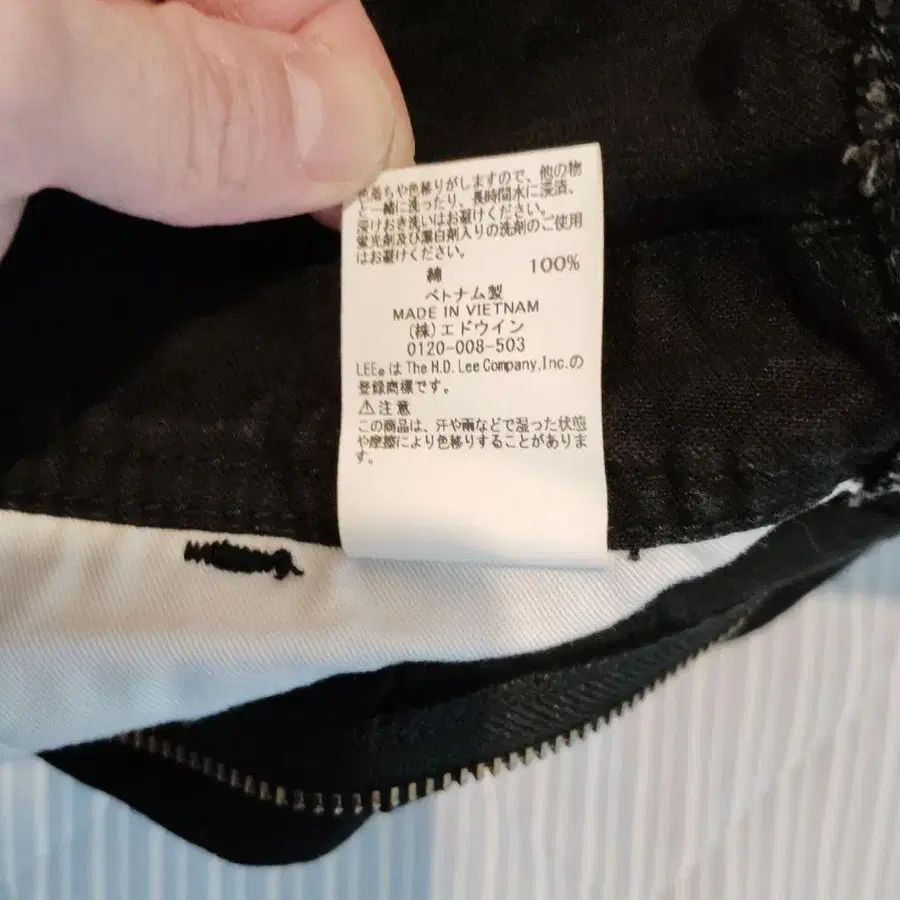 色落ちや色移りがしますので、他の物
と一緒に洗ったり、長時間水に浸漬、
浸けおき洗いはお避けください。
蛍光剤及び漂白剤入りの洗剤のご使用
はお避けください。
綿 100%
ベトナム製
MADE IN VIETNAM
(株)エドウイン
0120-008-503
LEE®は The H.D. Lee Company, Inc.の
登録商標です。
⚠注意
この商品は、汗や雨などで湿った状態
や摩擦により色移りすることがありま
す。